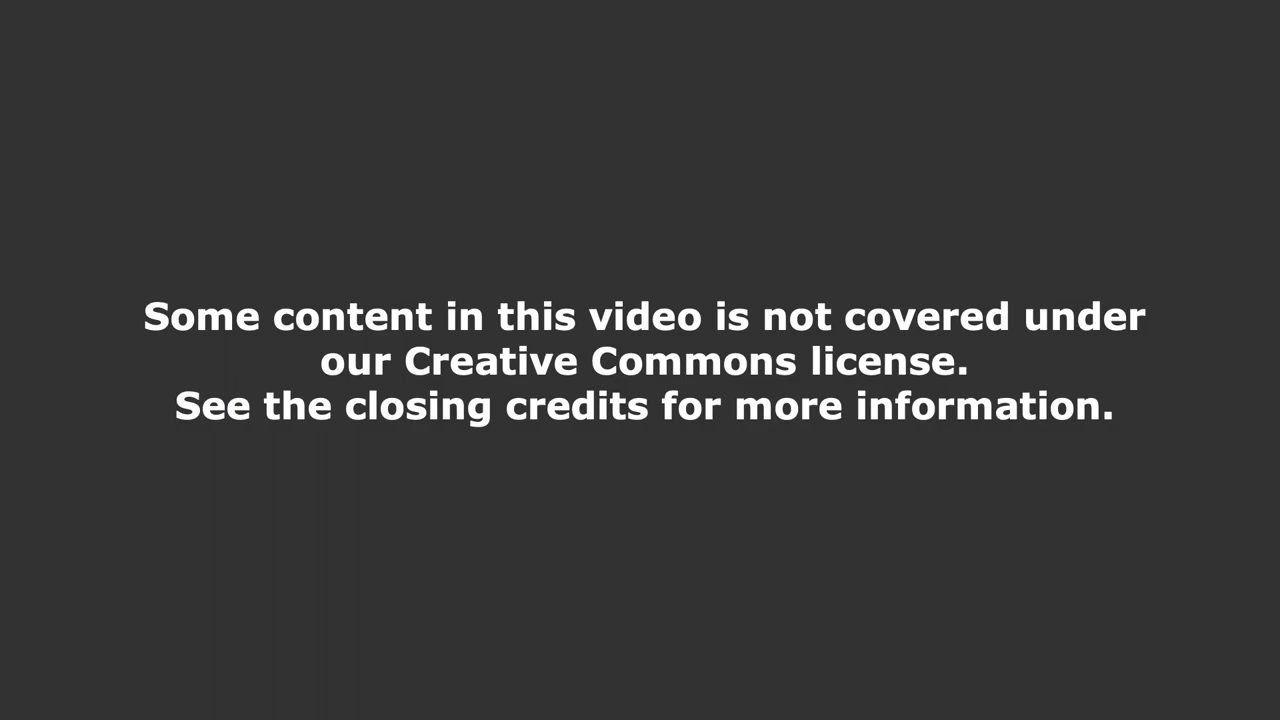 Some content in this video is not covered under
our Creative Commons license.
See the closing credits for more information.